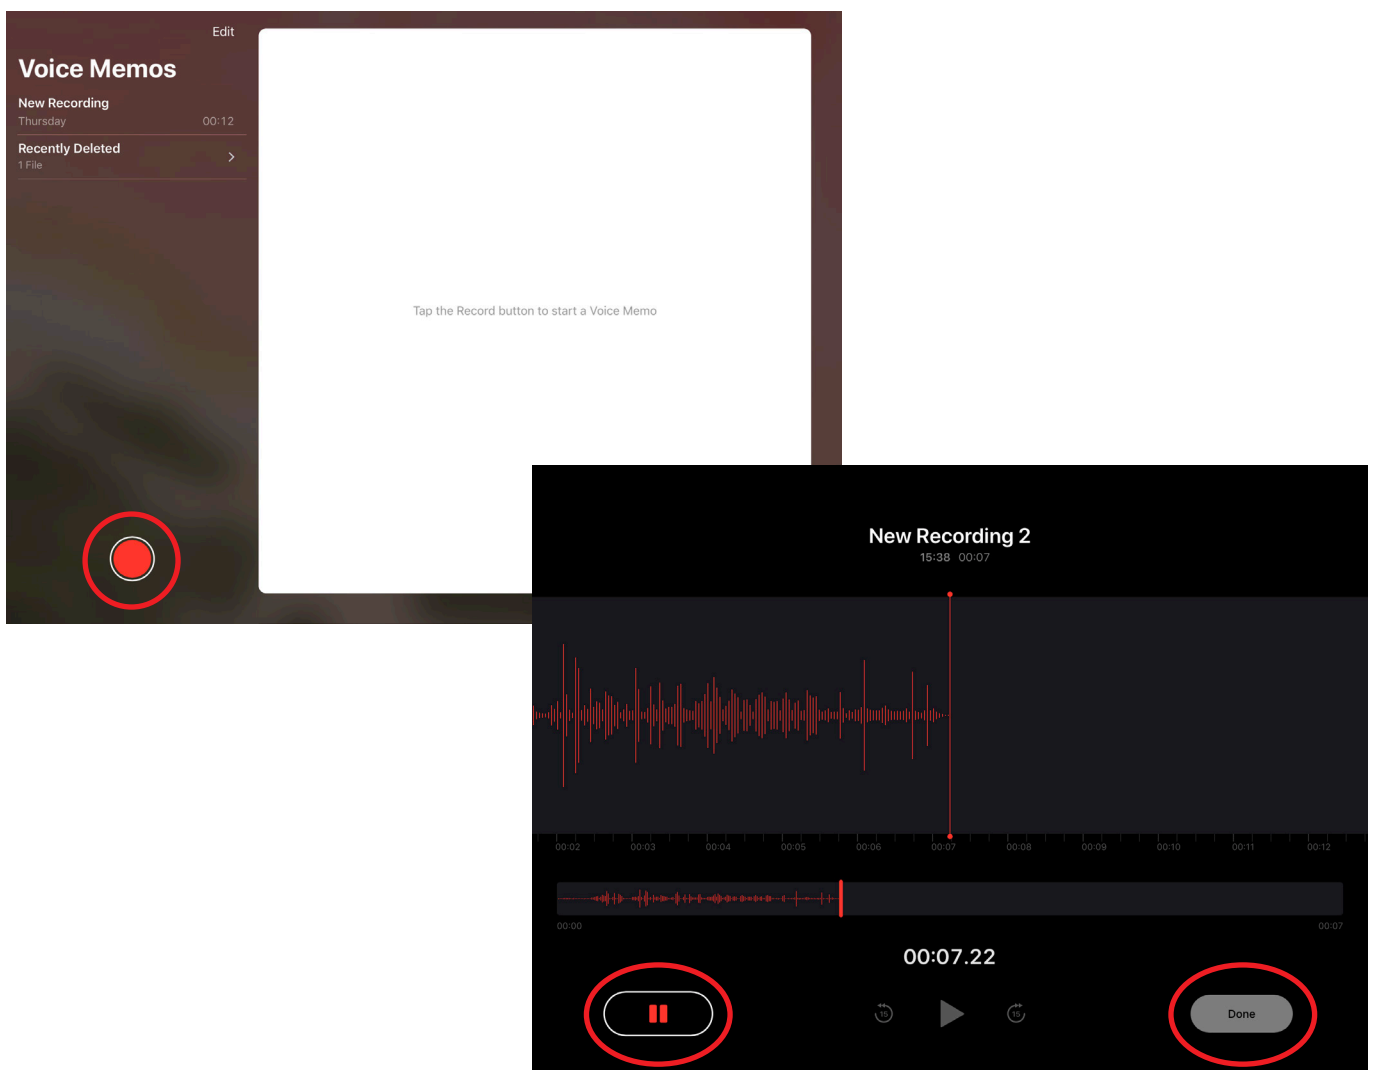 Edit
Voice Memos
New Recording
Thursday 00:12
Recently Deleted
1 File
Tap the Record button to start a Voice Memo
New Recording 2
15:38 00:07
00:02 00:03 00:04 00:05 00:06 00:07 00:08 00:09 00:10 00:11 00:12
00:00 00:07
00:07.22
15 15 Done